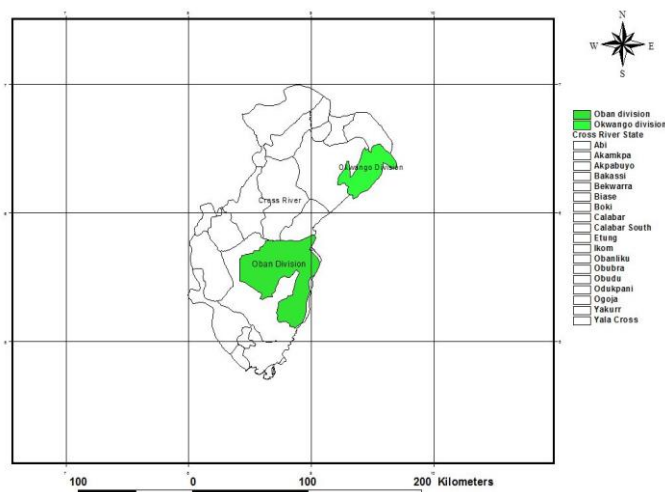 N
W E
S
Oban division
Okwango division
Cross River State
Abi
Akamkpa
Akpabuyo
Bakassi
Bekwarra
Biase
Boki
Calabar
Calabar South
Etung
Ikom
Obanliku
Obubra
Obudu
Odukpani
Ogoja
Yakurr
Yala Cross
Okwango Division
Cross River
Oban Division
100 0 100 200 Kilometers